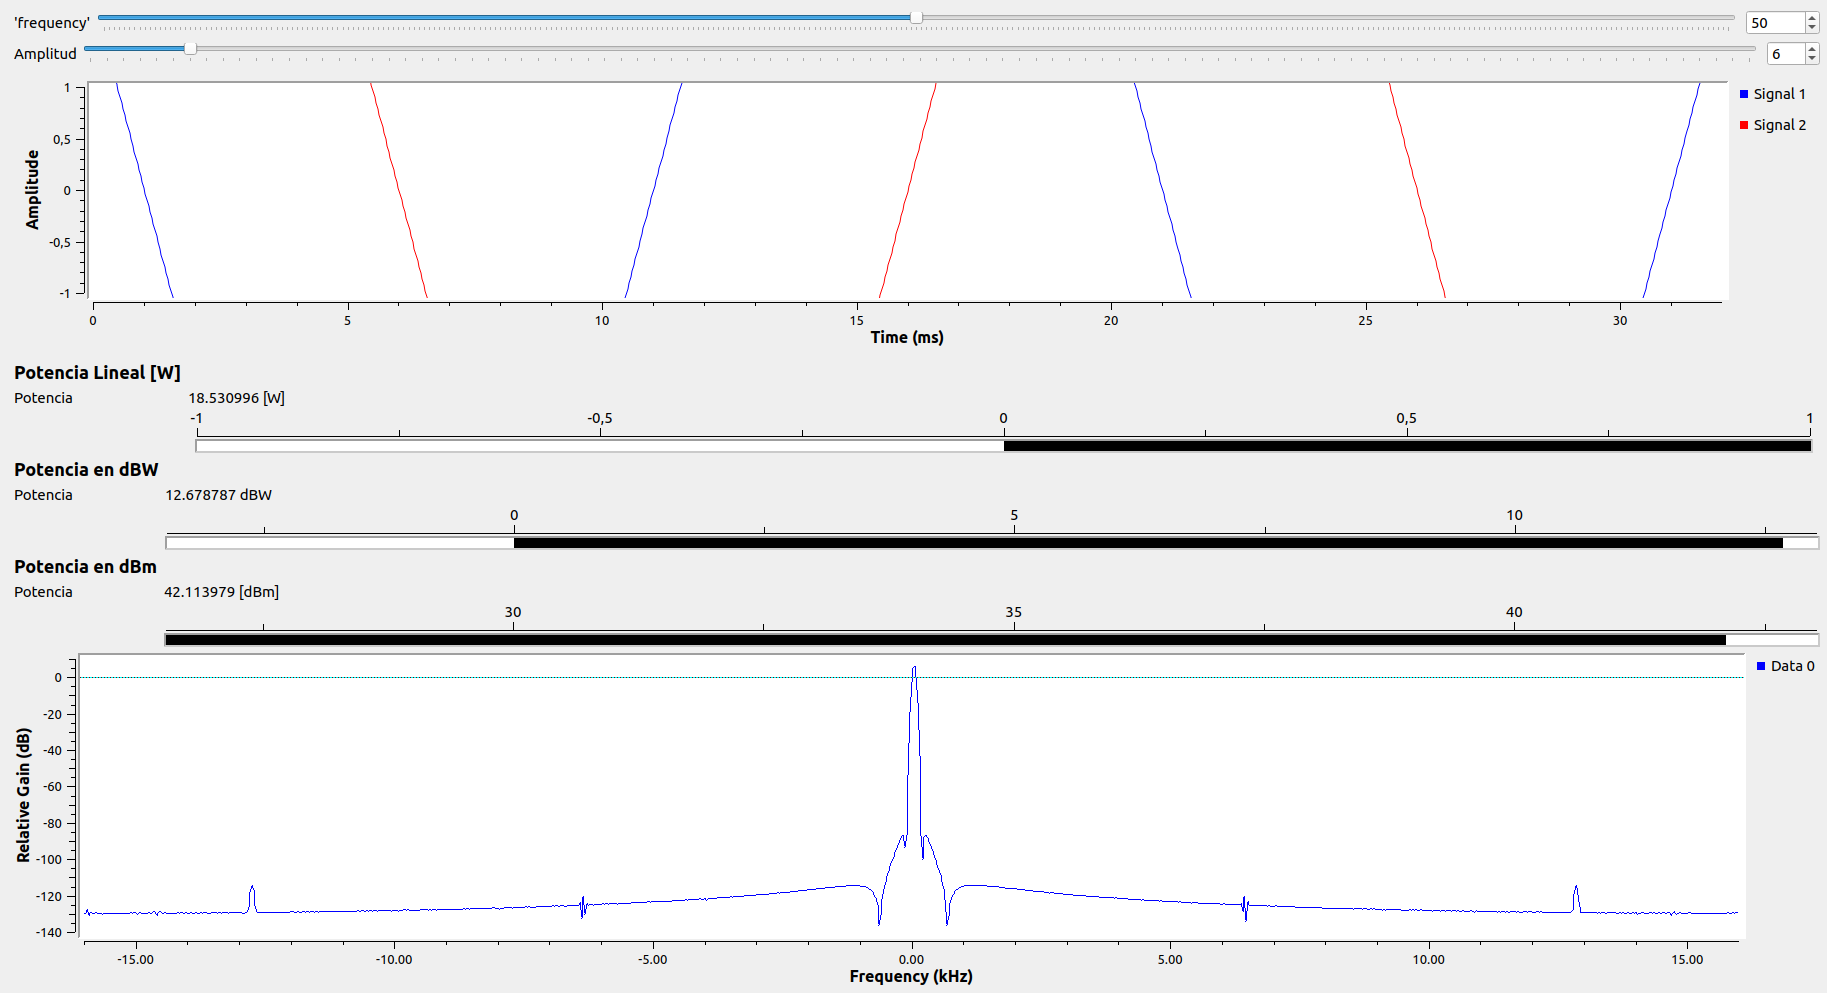 'frequency' 50
Amplitud 6
1
0,5
0
-0,5
-1
Amplitude
Signal 1
Signal 2
0 5 10 15 20 25 30
Time (ms)
Potencia Lineal [W]
Potencia 18.530996 [W]
-1 -0,5 0 0,5 1
Potencia en dBW
Potencia 12.678787 dBW
0 5 10
Potencia en dBm
Potencia 42.113979 [dBm]
30 35 40
0
-20
-40
-60
-80
-100
-120
-140
Relative Gain (dB)
Data 0
-15.00 -10.00 -5.00 0.00 5.00 10.00 15.00
Frequency (kHz)